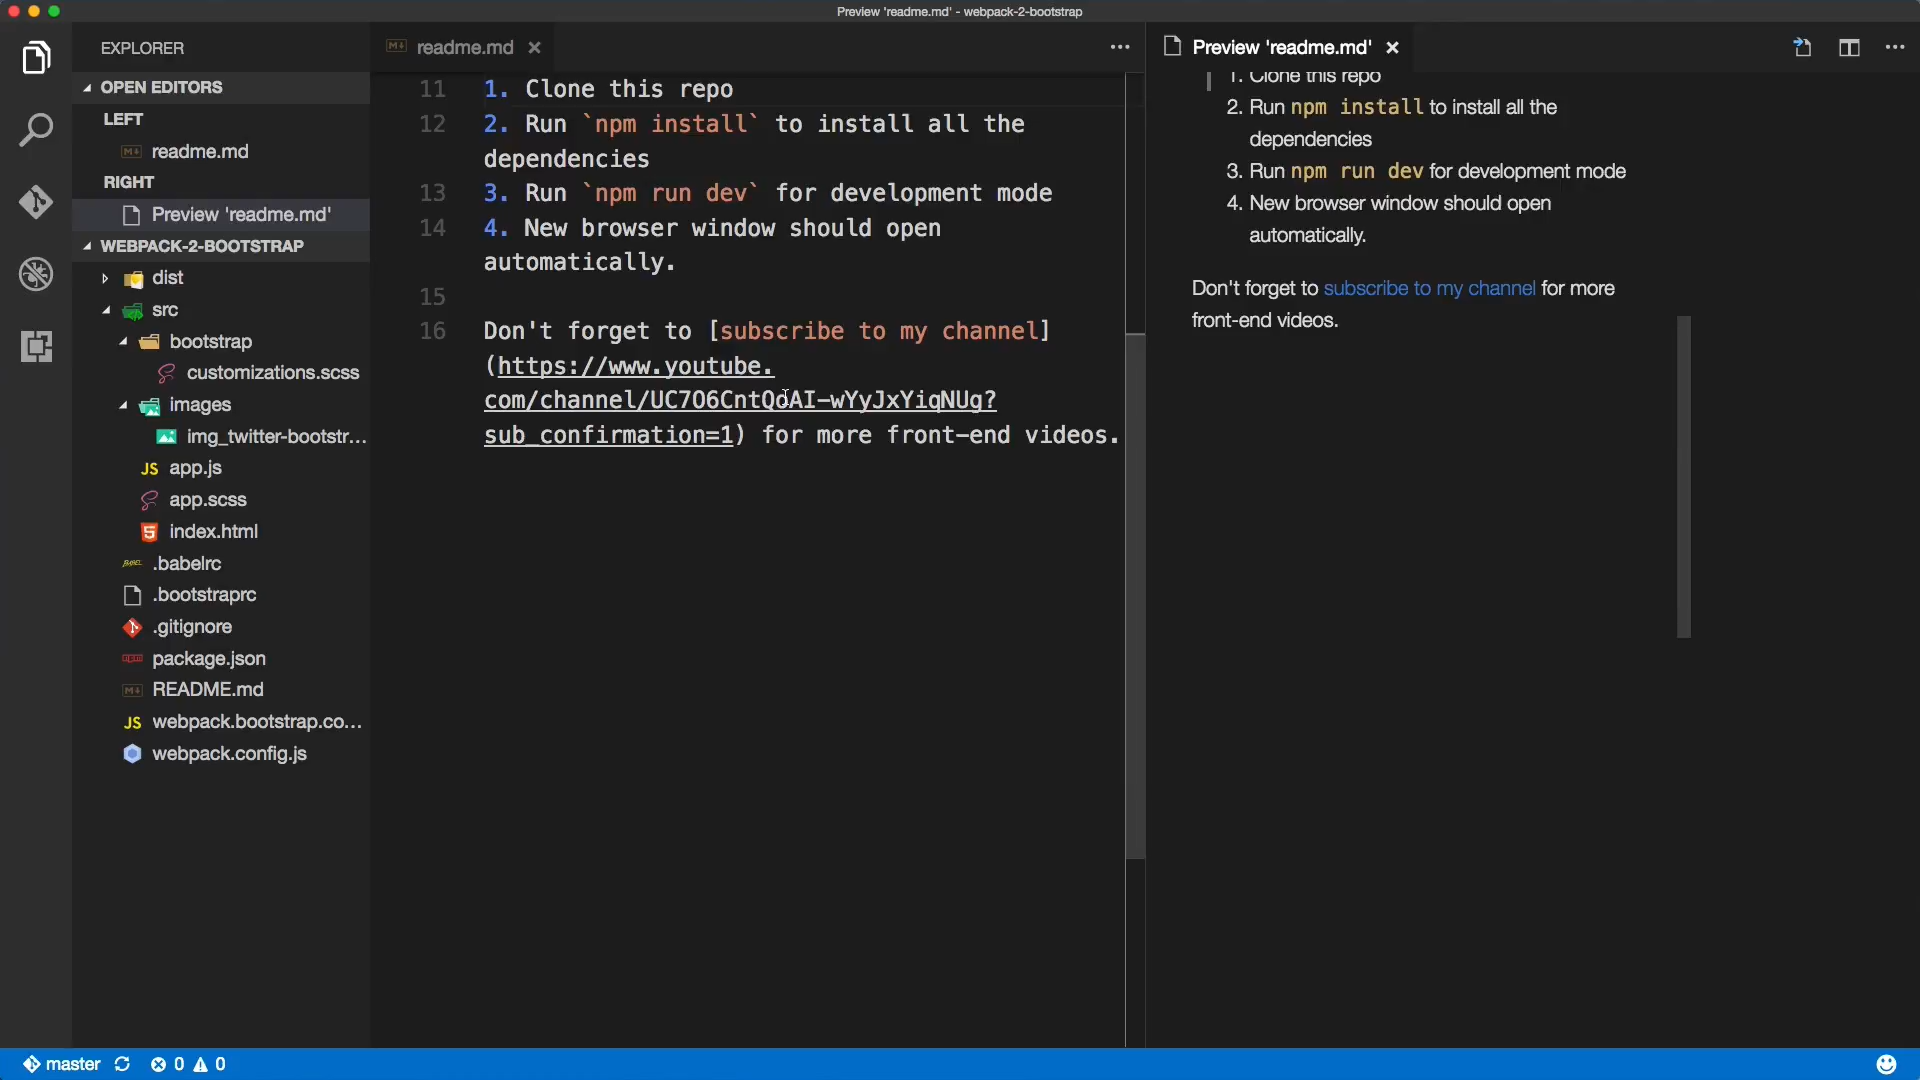 Preview 'readme.md' - webpack-2-bootstrap
EXPLORER
OPEN EDITORS
LEFT
readme.md
RIGHT
Preview 'readme.md'
WEBPACK-2-BOOTSTRAP
dist
src
bootstrap
customizations.scss
images
img_twitter-bootstr...
JS app.js
app.scss
index.html
.babelrc
.bootstraprc
.gitignore
package.json
README.md
JS webpack.bootstrap.co...
webpack.config.js
readme.md
11 1. Clone this repo
12 2. Run `npm install` to install all the
dependencies
13 3. Run `npm run dev` for development mode
14 4. New browser window should open
automatically.
15
16 Don't forget to [subscribe to my channel]
(https://www.youtube.
com/channel/UC7O6CntQoAI-wYyJxYiqNUg?
sub_confirmation=1) for more front-end videos.
Preview 'readme.md'
1. Clone this repo
2. Run npm install to install all the
dependencies
3. Run npm run dev for development mode
4. New browser window should open
automatically.
Don't forget to subscribe to my channel for more
front-end videos.
master 0 0